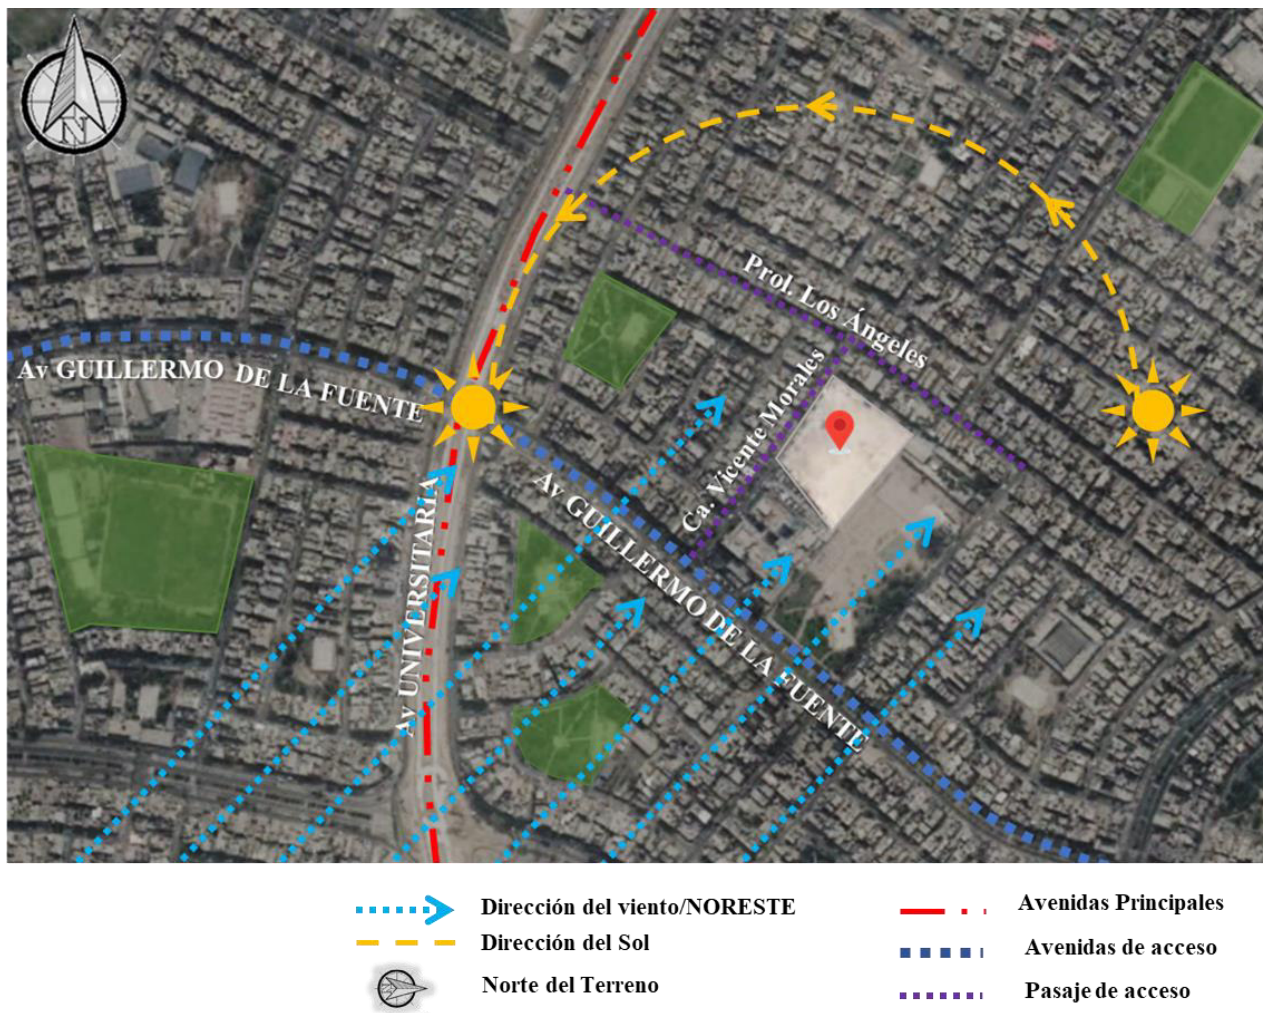 N
Prol. Los Ángeles
Av GUILLERMO DE LA FUENTE
Ca. Vicente Morales
Av GUILLERMO DE LA FUENTE
Av UNIVERSITARIA
Dirección del viento/NORESTE
Dirección del Sol
Norte del Terreno
Avenidas Principales
Avenidas de acceso
Pasaje de acceso